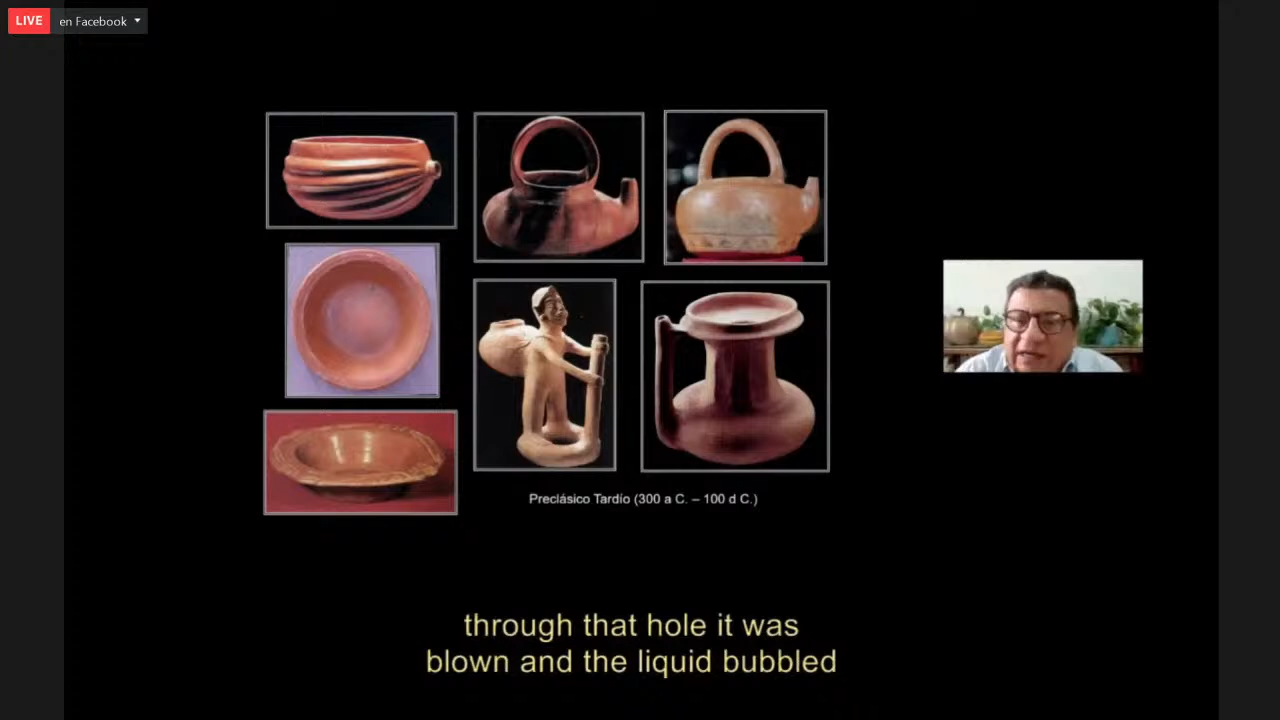 LIVE en Facebook
Preclásico Tardío (300 a C. – 100 d C.)
through that hole it was
blown and the liquid bubbled